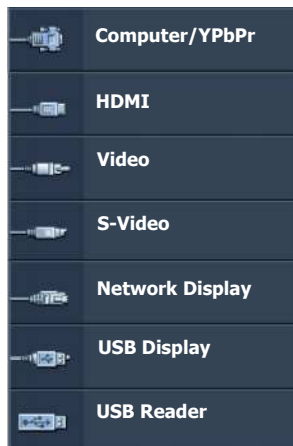 Computer/YPbPr
HDMI
Video
S-Video
Network Display
USB Display
USB Reader